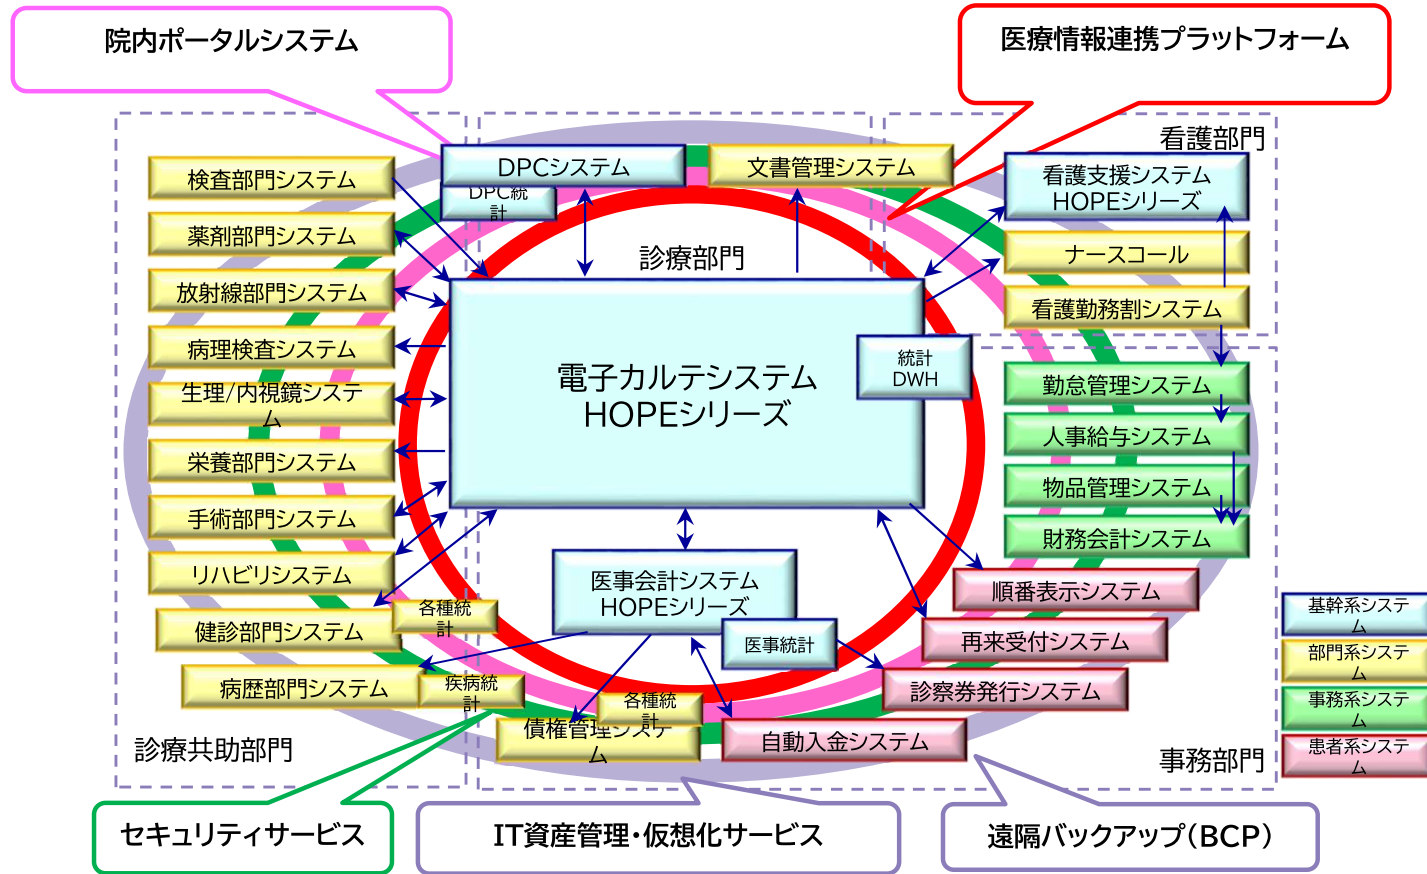 院内ポータルシステム
医療情報連携プラットフォーム
看護部門
DPCシステム
文書管理システム
DPC統
計
検査部門システム
薬剤部門システム
放射線部門システム
病理検査システム
生理/内視鏡システ
ム
栄養部門システム
手術部門システム
リハビリシステム
健診部門システム
各種統
計
病歴部門システム
疾病統
計
診療共助部門
診療部門
電子カルテシステム
HOPEシリーズ
統計
DWH
医事会計システム
HOPEシリーズ
医事統計
各種統
計
債権管理システ
ム
自動入金システム
看護支援システム
HOPEシリーズ
ナースコール
看護勤務割システム
勤怠管理システム
人事給与システム
物品管理システム
財務会計システム
順番表示システム
再来受付システム
診察券発行システム
事務部門
基幹系システ
ム
部門系システ
ム
事務系システ
ム
患者系システ
ム
セキュリティサービス
IT資産管理・仮想化サービス
遠隔バックアップ（BCP）